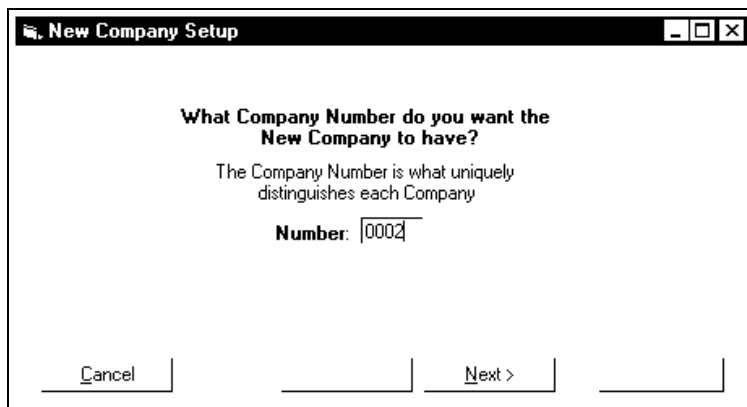 New Company Setup
What Company Number do you want the
New Company to have?
The Company Number is what uniquely
distinguishes each Company
Number: 0002
Cancel Next >